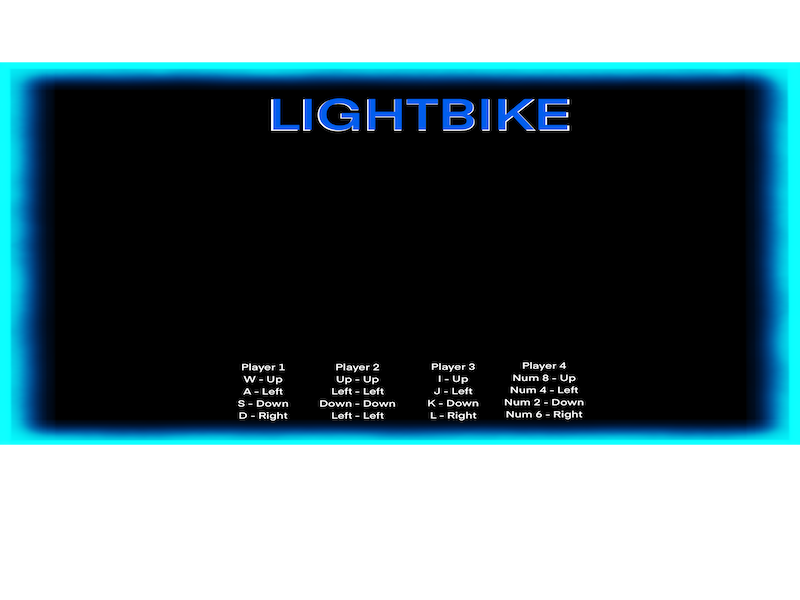 LIGHTBIKE
Player 1
W - Up
A - Left
S - Down
D - Right
Player 2
Up - Up
Left - Left
Down - Down
Left - Left
Player 3
I - Up
J - Left
K - Down
L - Right
Player 4
Num 8 - Up
Num 4 - Left
Num 2 - Down
Num 6 - Right